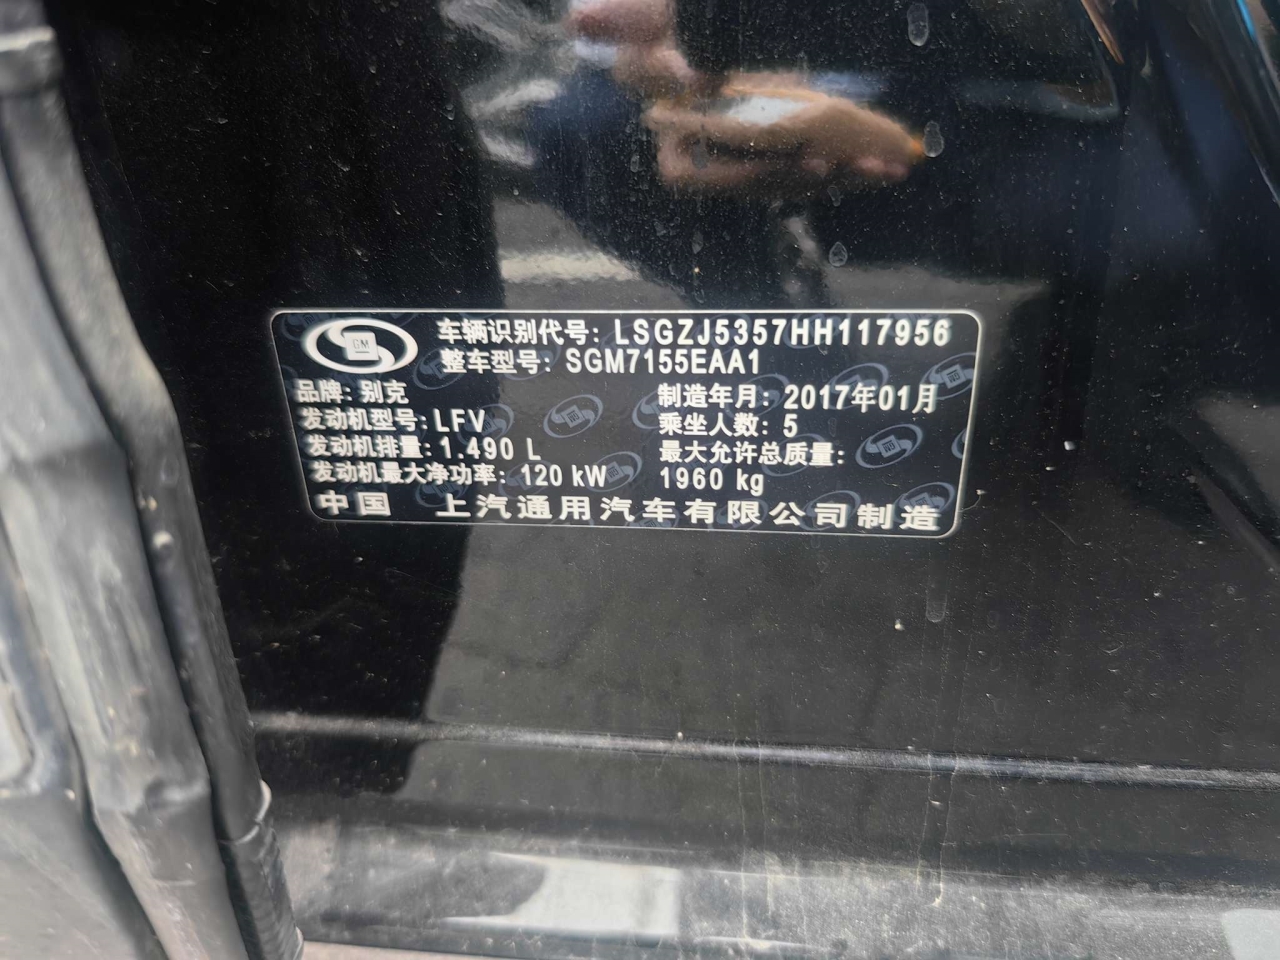 GM
车辆识别代号: LSGZJ5357HH117956
整车型号: SGM7155EAA1
品牌: 别克
制造年月: 2017年01月
发动机型号: LFV
乘坐人数: 5
发动机排量: 1.490 L
最大允许总质量:
发动机最大净功率: 120 kW
1960 kg
中国 上汽通用汽车有限公司制造